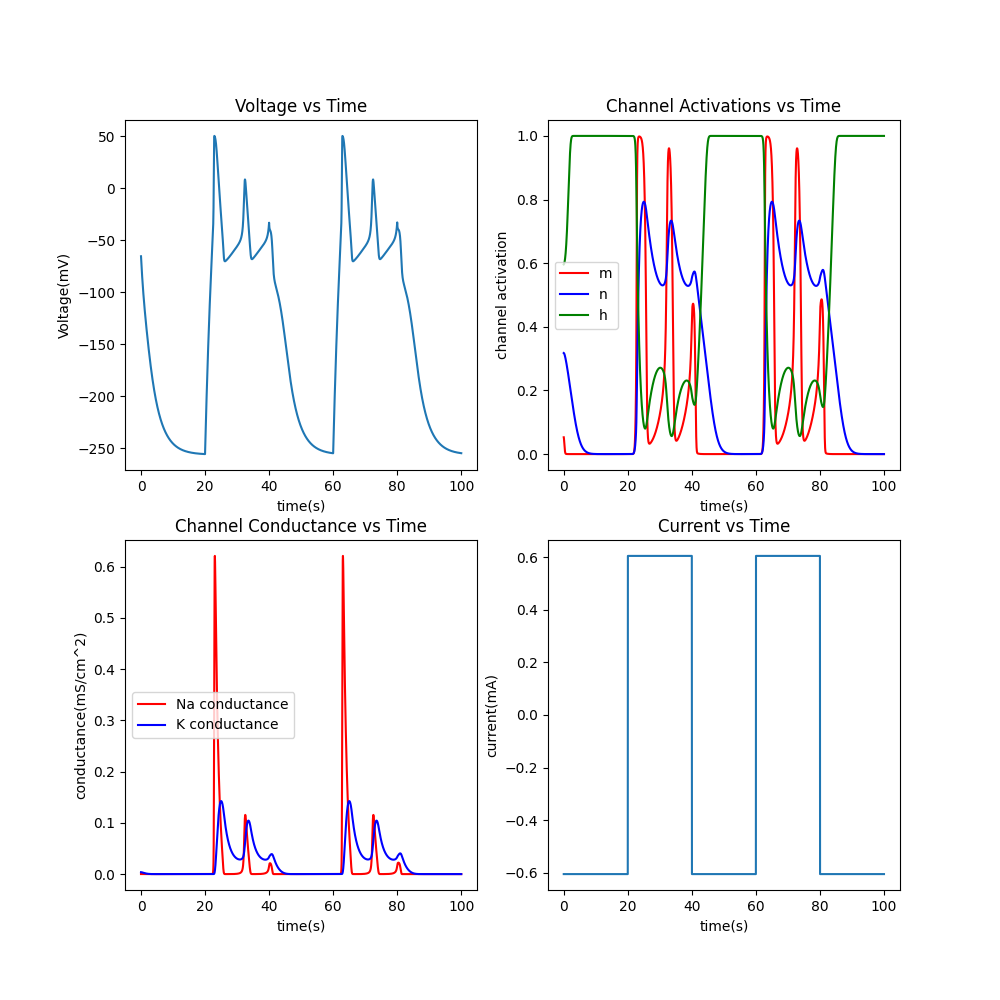 Voltage vs Time
Channel Activations vs Time
50
0
−50
−100
−150
−200
−250
Voltage(mV)
0 20 40 60 80 100
time(s)
1.0
0.8
0.6
0.4
0.2
0.0
channel activation
m
n
h
0 20 40 60 80 100
time(s)
Channel Conductance vs Time
Current vs Time
0.6
0.5
0.4
0.3
0.2
0.1
0.0
conductance(mS/cm^2)
Na conductance
K conductance
0 20 40 60 80 100
time(s)
0.6
0.4
0.2
0.0
−0.2
−0.4
−0.6
current(mA)
0 20 40 60 80 100
time(s)